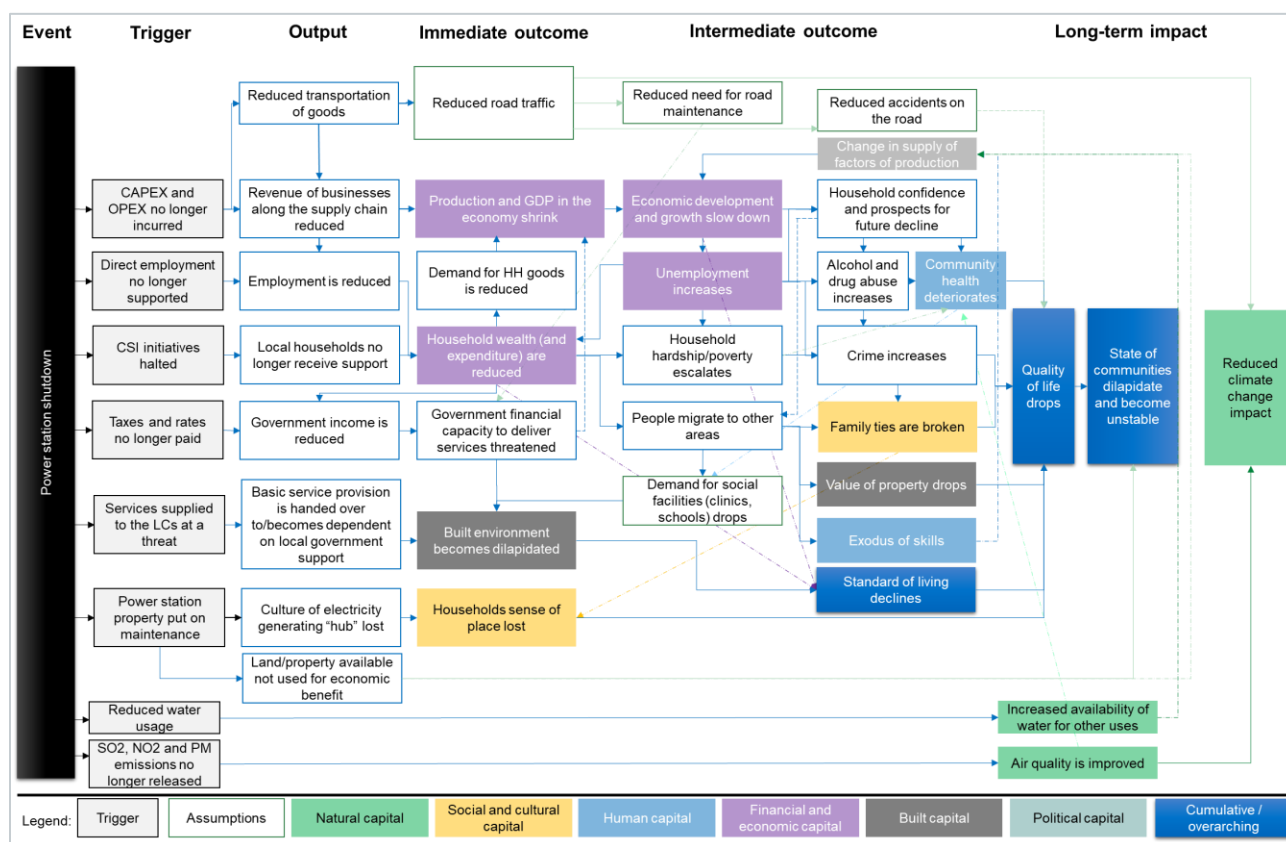 Event
Trigger
Output
Immediate outcome
Intermediate outcome
Long-term impact
Power station shutdown
Reduced transportation
of goods
Reduced road traffic
Reduced need for road
maintenance
Reduced accidents on
the road
Change in supply of
factors of production
CAPEX and
OPEX no longer
incurred
Revenue of businesses
along the supply chain
reduced
Production and GDP in the
economy shrink
Economic development
and growth slow down
Household confidence
and prospects for
future decline
Direct employment
no longer
supported
Employment is reduced
Demand for HH goods
is reduced
Unemployment
increases
Alcohol and
drug abuse
increases
Community
health
deteriorates
CSI initiatives
halted
Local households no
longer receive support
Household wealth (and
expenditure) are
reduced
Household
hardship/poverty
escalates
Crime increases
Quality of
life drops
State of
communities
dilapidate
and become
unstable
Reduced
climate
change
impact
Taxes and rates
no longer paid
Government income is
reduced
Government financial
capacity to deliver
services threatened
People migrate to other
areas
Family ties are broken
Services supplied
to the LCs at a
threat
Basic service provision
is handed over
to/becomes dependent
on local government
support
Built environment
becomes dilapidated
Demand for social
facilities (clinics,
schools) drops
Value of property drops
Exodus of skills
Standard of living
declines
Power station
property put on
maintenance
Culture of electricity
generating “hub” lost
Households sense of
place lost
Land/property available
not used for economic
benefit
Reduced water
usage
Increased availability of
water for other uses
SO2, NO2 and PM
emissions no
longer released
Air quality is improved
Legend:
Trigger
Assumptions
Natural capital
Social and cultural
capital
Human capital
Financial and
economic capital
Built capital
Political capital
Cumulative /
overarching